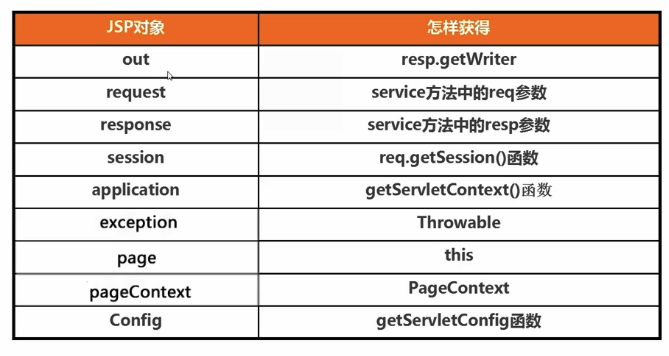 JSP对象 怎样获得
out resp.getWriter
request service方法中的req参数
response service方法中的resp参数
session req.getSession()函数
application getServletContext()函数
exception Throwable
page this
pageContext PageContext
Config getServletConfig函数